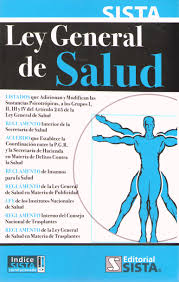 SISTA
Ley General
de Salud
LISTADOS que Adicionan y Modifican las
Sustancias Psicotrópicas, a los Grupos I,
II, III y IV del Artículo 245 de la
Ley General de Salud
REGLAMENTO Interior de la
Secretaría de Salud
ACUERDO que Establece la
Coordinación entre la P.G.R.
y la Secretaría de Hacienda
en Materia de Delitos Contra
la Salud
REGLAMENTO de Insumos
para la Salud
REGLAMENTO de la Ley General
de Salud en Materia de Publicidad
LEY de los Institutos Nacionales
de Salud
REGLAMENTO Interno del Consejo
Nacional de Trasplantes
REGLAMENTO de la Ley General
de Salud en Materia de Trasplantes
Indice
SISTA
Editorial
SISTA